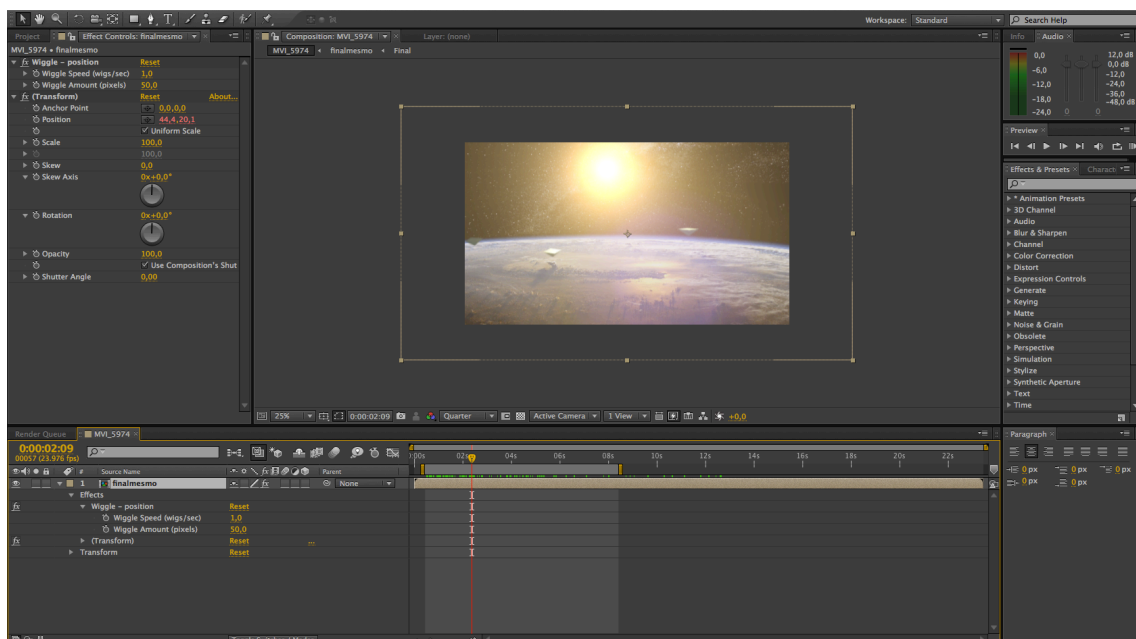 Workspace: Standard
Search Help
Project
Effect Controls: finalmesmo
Composition: MVI_5974
Layer: (none)
Info
Audio
MVI_5974 • finalmesmo
MVI_5974
finalmesmo
Final
fx Wiggle - position Reset
Wiggle Speed (wigs/sec) 1,0
Wiggle Amount (pixels) 50,0
fx (Transform) Reset About...
Anchor Point 0,0,0,0
Position 44,4,20,1
Uniform Scale
Scale 100,0
100,0
Skew 0,0
Skew Axis 0x+0,0°
Rotation 0x+0,0°
Opacity 100,0
Use Composition's Shut
Shutter Angle 0,00
0,0
-6,0
-12,0
-18,0
-24,0
12,0 dB
0,0 dB
-12,0
-24,0
-36,0
-48,0 dB
0 0
Preview
Effects & Presets
Charact
* Animation Presets
3D Channel
Audio
Blur & Sharpen
Channel
Color Correction
Distort
Expression Controls
Generate
Keying
Matte
Noise & Grain
Obsolete
Perspective
Simulation
Stylize
Synthetic Aperture
Text
Time
25% 0:00:02:09 Quarter Active Camera 1 View +0,0
Render Queue
MVI_5974
Paragraph
0:00:02:09
00057 (23.976 fps)
02s 04s 06s 08s 10s 12s 14s 16s 18s 20s 22s
# Source Name Parent
1 finalmesmo None
Effects
fx Wiggle - position Reset
Wiggle Speed (wigs/sec) 1,0
Wiggle Amount (pixels) 50,0
fx (Transform) Reset ...
Transform Reset
0 px 0 px 0 px
0 px 0 px